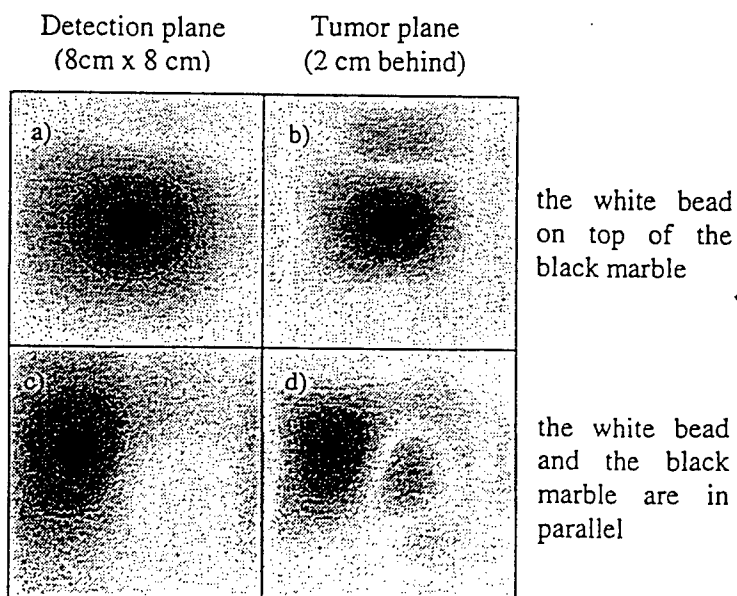 Detection plane
(8cm x 8 cm)
Tumor plane
(2 cm behind)
a)
b)
the white bead
on top of the
black marble
c)
d)
the white bead
and the black
marble are in
parallel